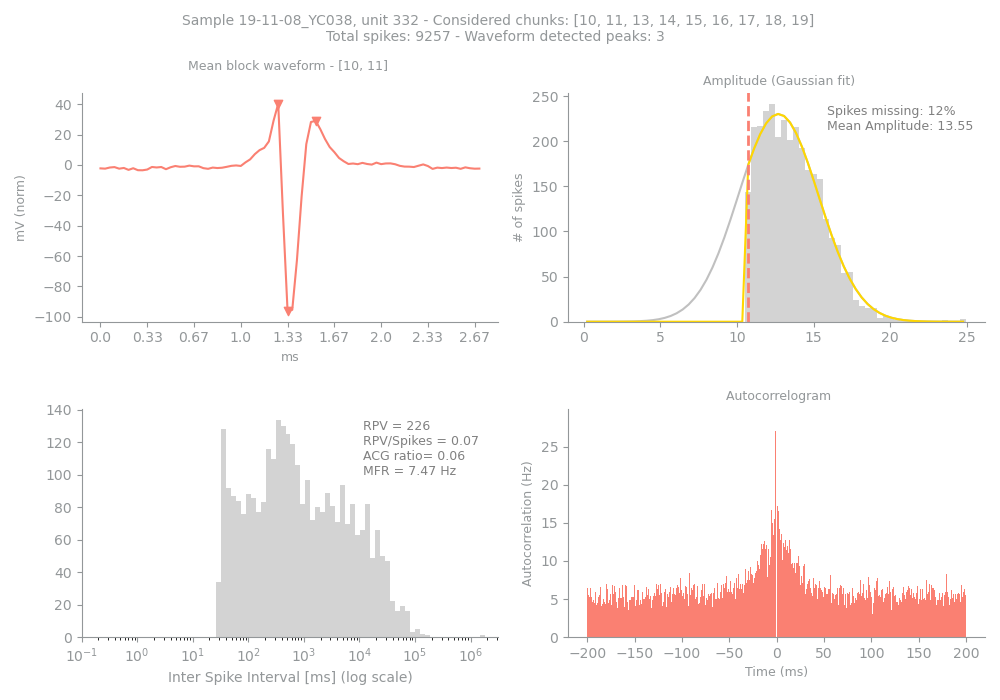 Sample 19-11-08_YC038, unit 332 - Considered chunks: [10, 11, 13, 14, 15, 16, 17, 18, 19]
Total spikes: 9257 - Waveform detected peaks: 3
Mean block waveform - [10, 11]
mV (norm)
40
20
0
−20
−40
−60
−80
−100
0.0 0.33 0.67 1.0 1.33 1.67 2.0 2.33 2.67
ms
Amplitude (Gaussian fit)
# of spikes
250
200
150
100
50
0
Spikes missing: 12%
Mean Amplitude: 13.55
0 5 10 15 20 25
140
120
100
80
60
40
20
0
RPV = 226
RPV/Spikes = 0.07
ACG ratio= 0.06
MFR = 7.47 Hz
10⁻¹ 10⁰ 10¹ 10² 10³ 10⁴ 10⁵ 10⁶
Inter Spike Interval [ms] (log scale)
Autocorrelogram
Autocorrelation (Hz)
25
20
15
10
5
0
−200 −150 −100 −50 0 50 100 150 200
Time (ms)